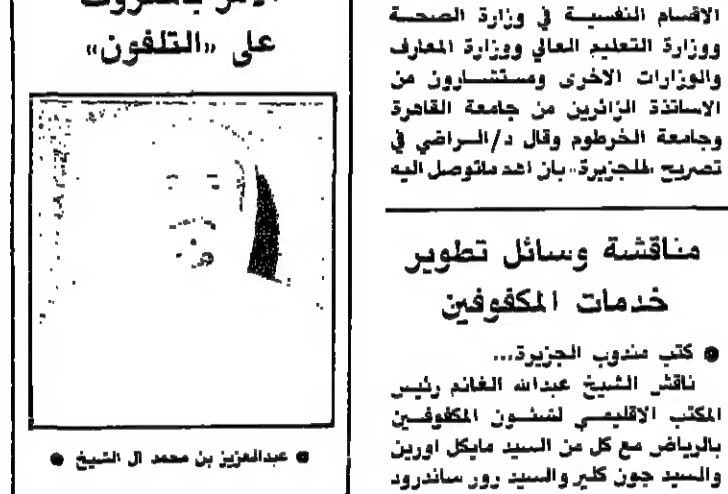 الاقسام النفسية في وزارة الصحة
ووزارة التعليم العالي ووزارة المعارف
والوزارات الاخرى ومستشارون من
الاساتذة الزائرين من جامعة القاهرة
وجامعة الخرطوم وقال د/الراضي في
تصريح «للجزيرة» بان اهم ماتوصل اليه
مناقشة وسائل تطوير
خدمات المكفوفين
● كتب مندوب الجزيرة...
ناقش الشيخ عبدالله الغانم رئيس
المكتب الاقليمي لشئون المكفوفين
بالرياض مع كل من السيد مايكل اورين
والسيد جون كلير والسيد رور ساندرود
الامر بالمعروف
على «التلفون»
● عبدالعزيز بن محمد ال الشيخ ●